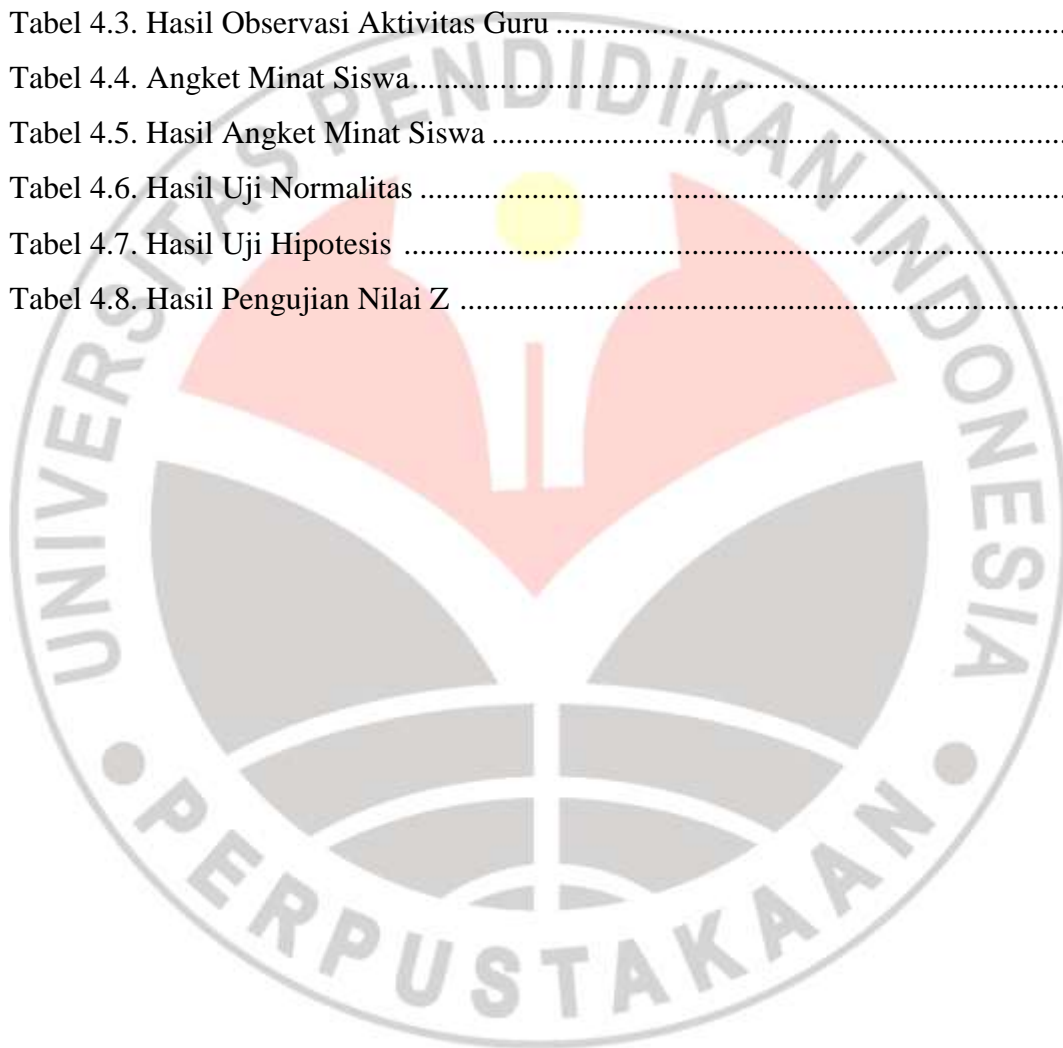 Tabel 4.3. Hasil Observasi Aktivitas Guru ................................................................
Tabel 4.4. Angket Minat Siswa..................................................................................
Tabel 4.5. Hasil Angket Minat Siswa ........................................................................
Tabel 4.6. Hasil Uji Normalitas .................................................................................
Tabel 4.7. Hasil Uji Hipotesis ...................................................................................
Tabel 4.8. Hasil Pengujian Nilai Z ............................................................................
UNIVERSITAS PENDIDIKAN INDONESIA
PERPUSTAKAAN